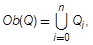 Ob(Q) = ⋃_{i=0}^{n} Q_i,